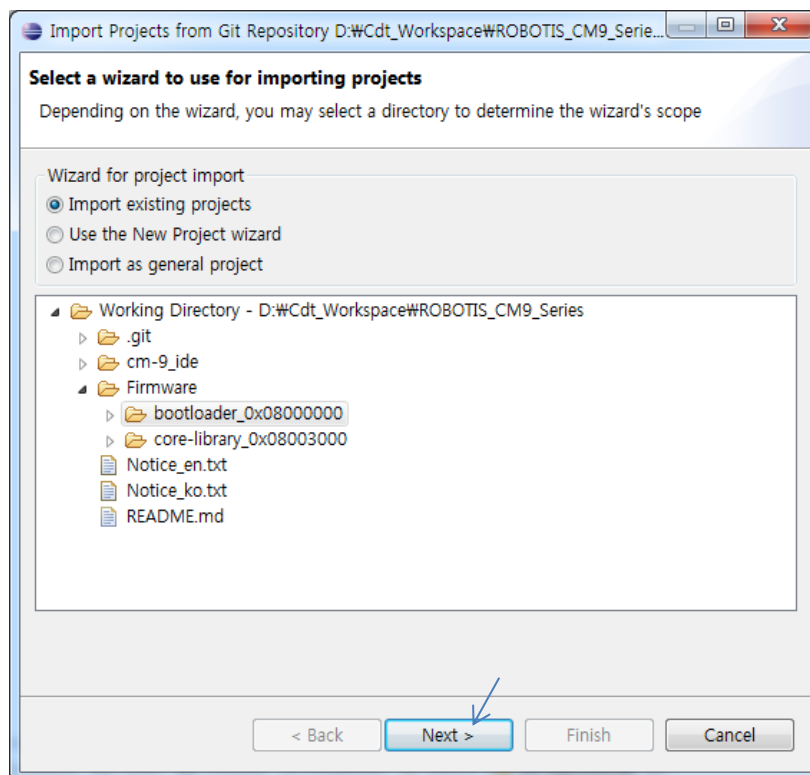 Import Projects from Git Repository D:₩Cdt_Workspace₩ROBOTIS_CM9_Serie...
Select a wizard to use for importing projects
Depending on the wizard, you may select a directory to determine the wizard's scope
Wizard for project import
Import existing projects
Use the New Project wizard
Import as general project
Working Directory - D:₩Cdt_Workspace₩ROBOTIS_CM9_Series
.git
cm-9_ide
Firmware
bootloader_0x08000000
core-library_0x08003000
Notice_en.txt
Notice_ko.txt
README.md
< Back Next > Finish Cancel